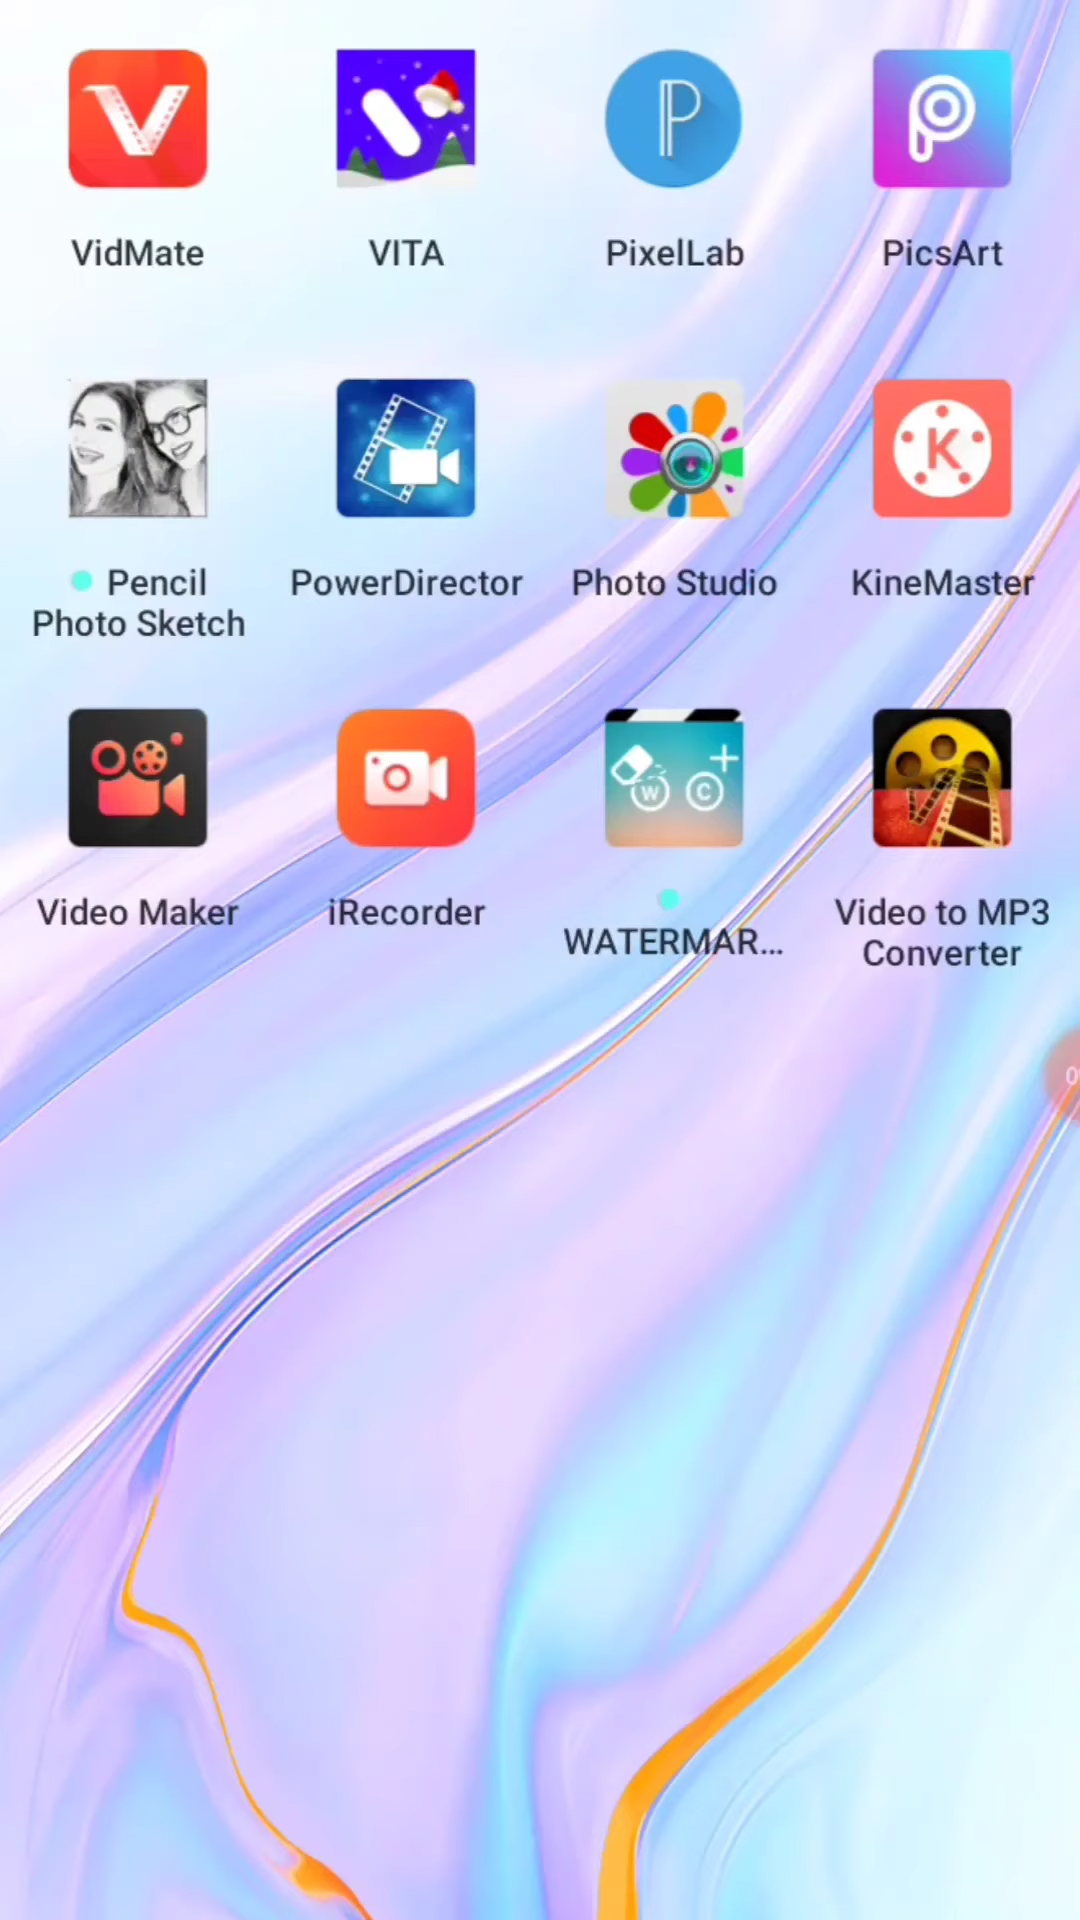 VidMate
VITA
PixelLab
PicsArt
Pencil
Photo Sketch
PowerDirector
Photo Studio
KineMaster
Video Maker
iRecorder
WATERMAR...
Video to MP3
Converter